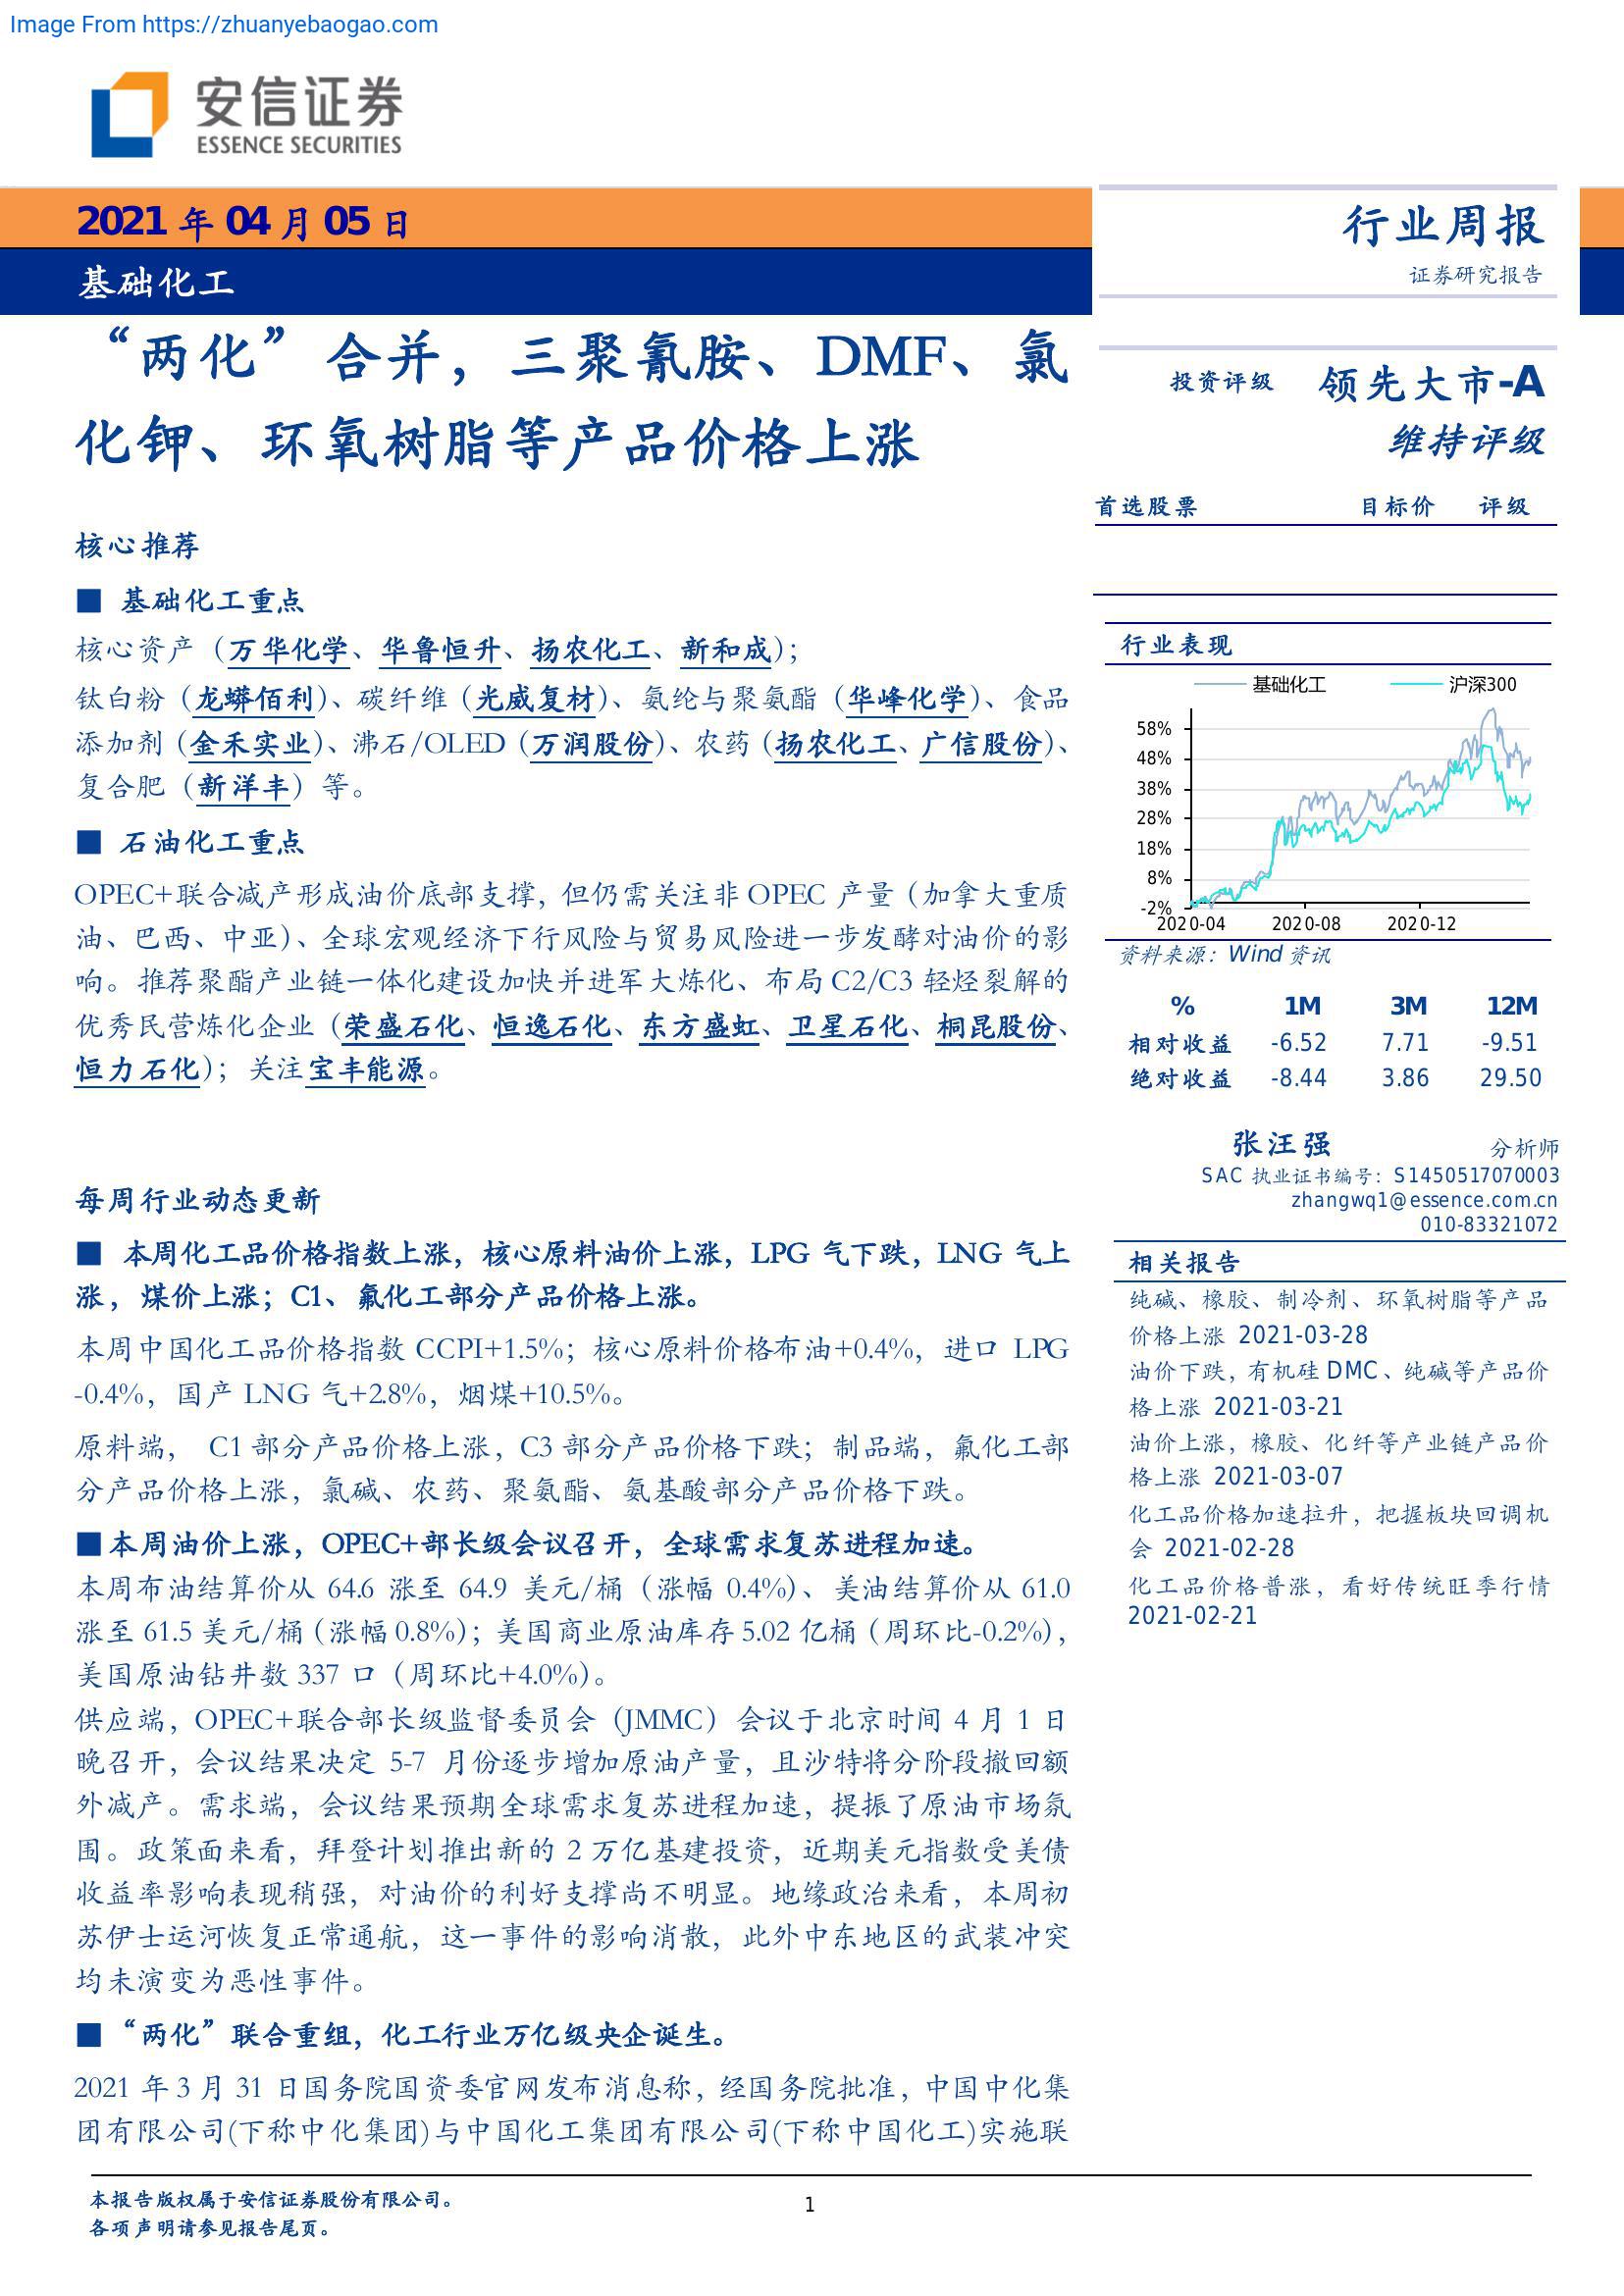 Image From https://zhuanyebaogao.com
安信证券
ESSENCE SECURITIES
2021 年 04 月 05 日
基础化工
行业周报
证券研究报告
“两化”合并，三聚氰胺、DMF、氯
化钾、环氧树脂等产品价格上涨
核心推荐
■ 基础化工重点
核心资产（万华化学、华鲁恒升、扬农化工、新和成）；
钛白粉（龙蟒佰利）、碳纤维（光威复材）、氨纶与聚氨酯（华峰化学）、食品
添加剂（金禾实业）、沸石/OLED（万润股份）、农药（扬农化工、广信股份）、
复合肥（新洋丰）等。
■ 石油化工重点
OPEC+联合减产形成油价底部支撑，但仍需关注非 OPEC 产量（加拿大重质
油、巴西、中亚）、全球宏观经济下行风险与贸易风险进一步发酵对油价的影
响。推荐聚酯产业链一体化建设加快并进军大炼化、布局 C2/C3 轻烃裂解的
优秀民营炼化企业（荣盛石化、恒逸石化、东方盛虹、卫星石化、桐昆股份、
恒力石化）；关注宝丰能源。
每周行业动态更新
■ 本周化工品价格指数上涨，核心原料油价上涨，LPG 气下跌，LNG 气上
涨，煤价上涨；C1、氟化工部分产品价格上涨。
本周中国化工品价格指数 CCPI+1.5%；核心原料价格布油+0.4%，进口 LPG
-0.4%，国产 LNG 气+2.8%，烟煤+10.5%。
原料端， C1 部分产品价格上涨，C3 部分产品价格下跌；制品端，氟化工部
分产品价格上涨，氯碱、农药、聚氨酯、氨基酸部分产品价格下跌。
■本周油价上涨，OPEC+部长级会议召开，全球需求复苏进程加速。
本周布油结算价从 64.6 涨至 64.9 美元/桶（涨幅 0.4%）、美油结算价从 61.0
涨至 61.5 美元/桶（涨幅 0.8%）；美国商业原油库存 5.02 亿桶（周环比-0.2%），
美国原油钻井数 337 口（周环比+4.0%）。
供应端，OPEC+联合部长级监督委员会（JMMC）会议于北京时间 4 月 1 日
晚召开，会议结果决定 5-7 月份逐步增加原油产量，且沙特将分阶段撤回额
外减产。需求端，会议结果预期全球需求复苏进程加速，提振了原油市场氛
围。政策面来看，拜登计划推出新的 2 万亿基建投资，近期美元指数受美债
收益率影响表现稍强，对油价的利好支撑尚不明显。地缘政治来看，本周初
苏伊士运河恢复正常通航，这一事件的影响消散，此外中东地区的武装冲突
均未演变为恶性事件。
■ “两化”联合重组，化工行业万亿级央企诞生。
2021 年 3 月 31 日国务院国资委官网发布消息称，经国务院批准，中国中化集
团有限公司(下称中化集团)与中国化工集团有限公司(下称中国化工)实施联
投资评级 领先大市-A
维持评级
首选股票 目标价 评级
行业表现
基础化工 沪深300
58%
48%
38%
28%
18%
8%
-2%
2020-04 2020-08 2020-12
资料来源：Wind 资讯
% 1M 3M 12M
相对收益 -6.52 7.71 -9.51
绝对收益 -8.44 3.86 29.50
张汪强 分析师
SAC 执业证书编号：S1450517070003
zhangwq1@essence.com.cn
010-83321072
相关报告
纯碱、橡胶、制冷剂、环氧树脂等产品
价格上涨 2021-03-28
油价下跌，有机硅 DMC、纯碱等产品价
格上涨 2021-03-21
油价上涨，橡胶、化纤等产业链产品价
格上涨 2021-03-07
化工品价格加速拉升，把握板块回调机
会 2021-02-28
化工品价格普涨，看好传统旺季行情
2021-02-21
本报告版权属于安信证券股份有限公司。
各项声明请参见报告尾页。
1